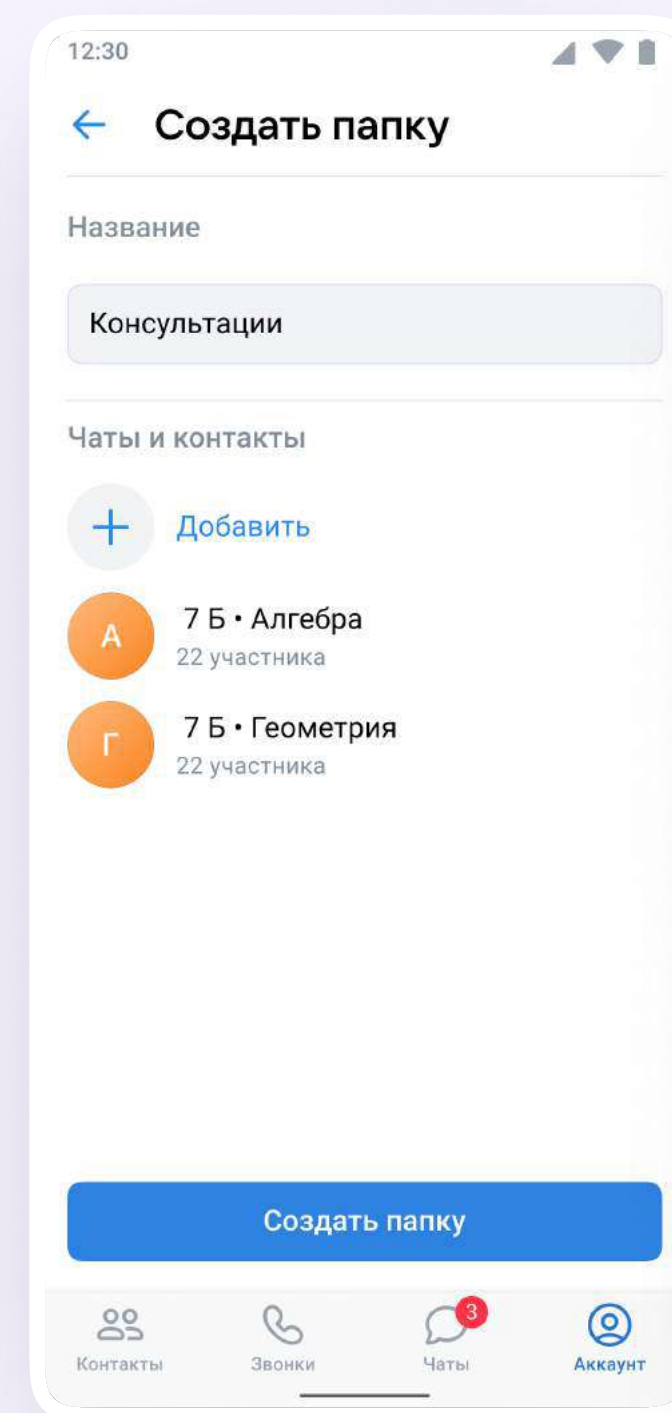 12:30
Создать папку
Название
Консультации
Чаты и контакты
Добавить
А
7 Б • Алгебра
22 участника
Г
7 Б • Геометрия
22 участника
Создать папку
3
Контакты
Звонки
Чаты
Аккаунт